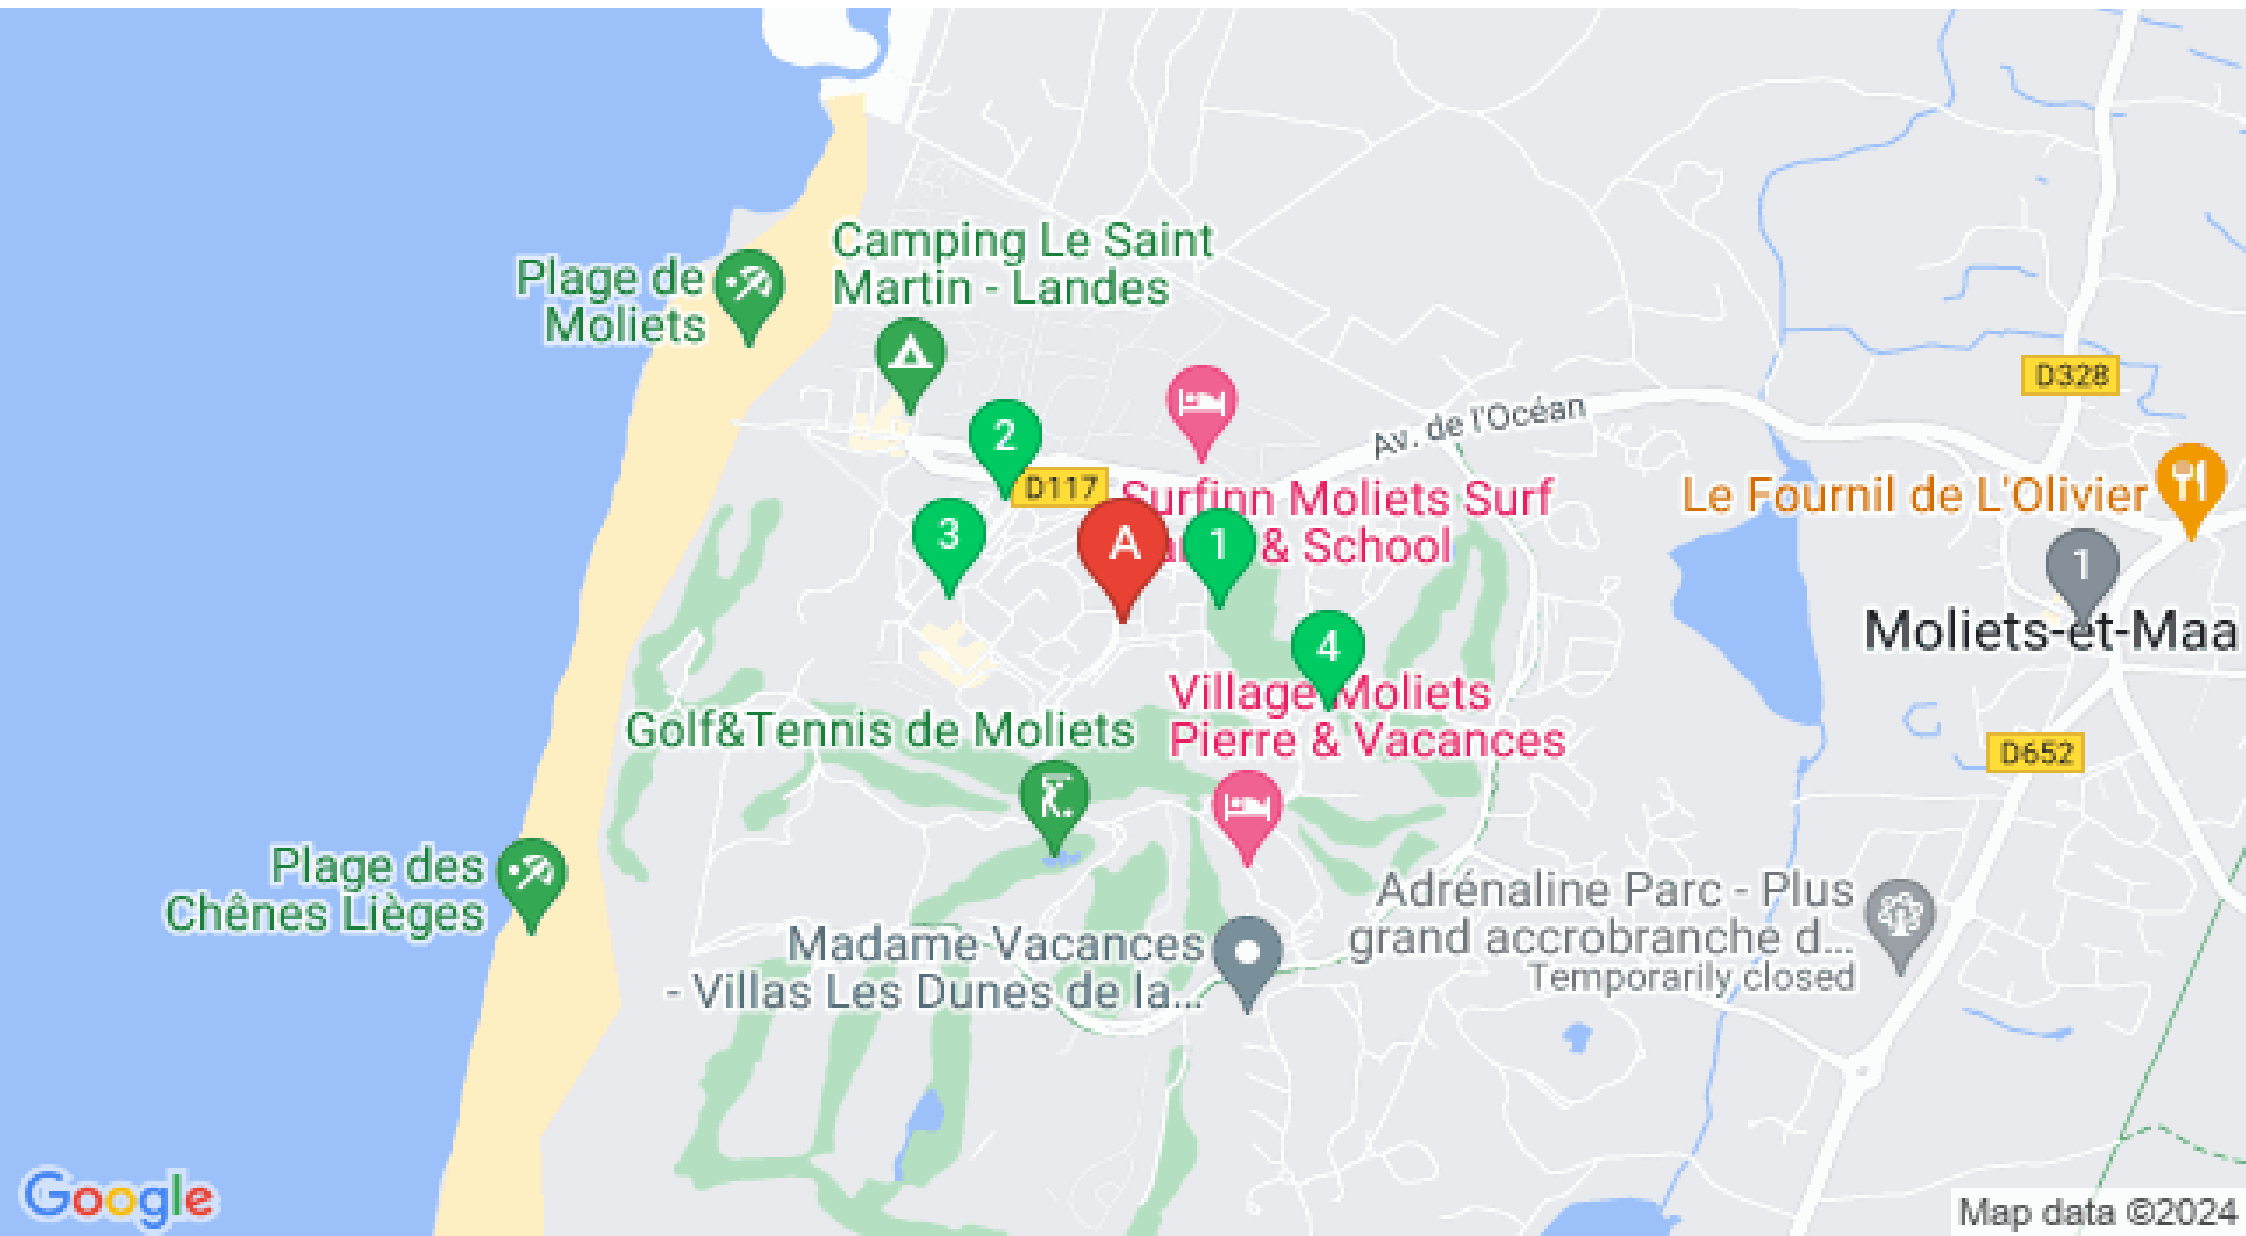 Camping Le Saint
Martin - Landes
Plage de
Moliets
D328
Av. de l'Océan
2
D117
Surfinn Moliets Surf
& School
Le Fournil de L'Olivier
3
A
1
1
Moliets-et-Maa
4
Village Moliets
Pierre & Vacances
Golf&Tennis de Moliets
D652
Plage des
Chênes Lièges
Adrénaline Parc - Plus
grand accrobranche d...
Temporarily closed
Madame Vacances
- Villas Les Dunes de la...
Google
Map data ©2024